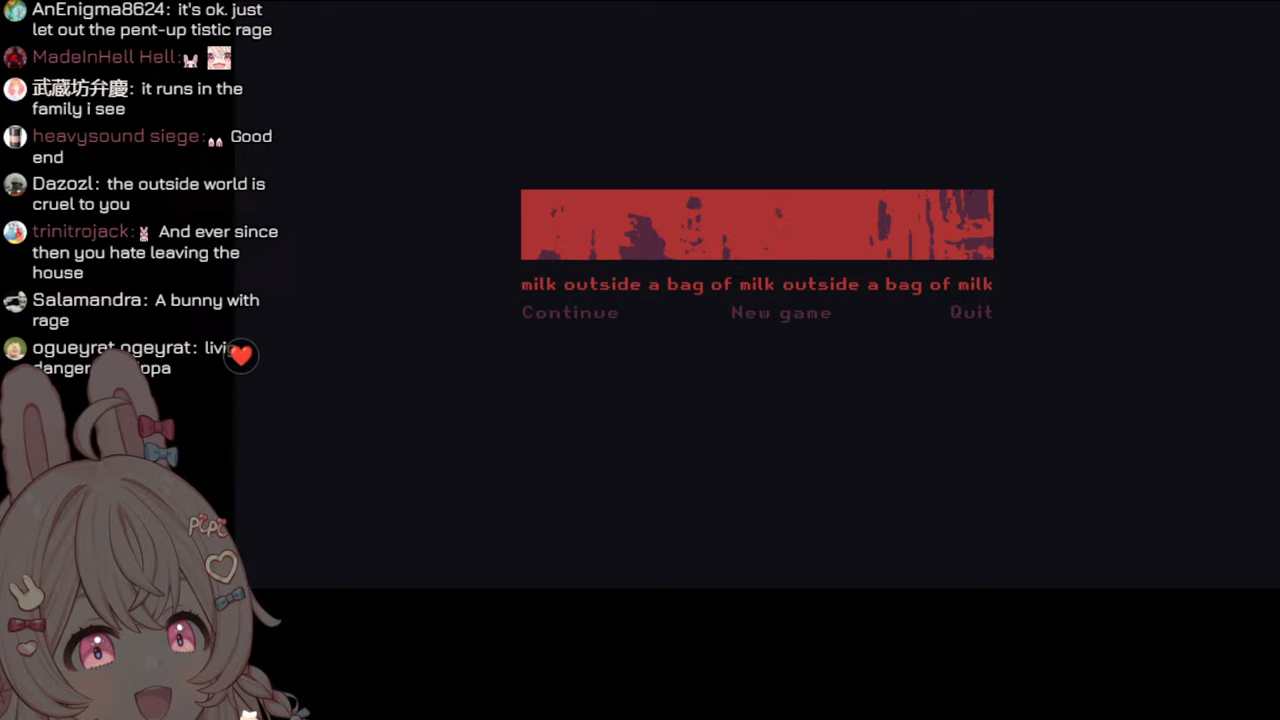 AnEnigma8624: it's ok. just
let out the pent-up tistic rage
MadeInHell Hell:
武蔵坊弁慶: it runs in the
family i see
heavysound siege: Good
end
Dazozl: the outside world is
cruel to you
trinitrojack: And ever since
then you hate leaving the
house
Salamandra: A bunny with
rage
ogueyrat ogeyrat:
milk outside a bag of milk outside a bag of milk
Continue New game Quit
PiPi